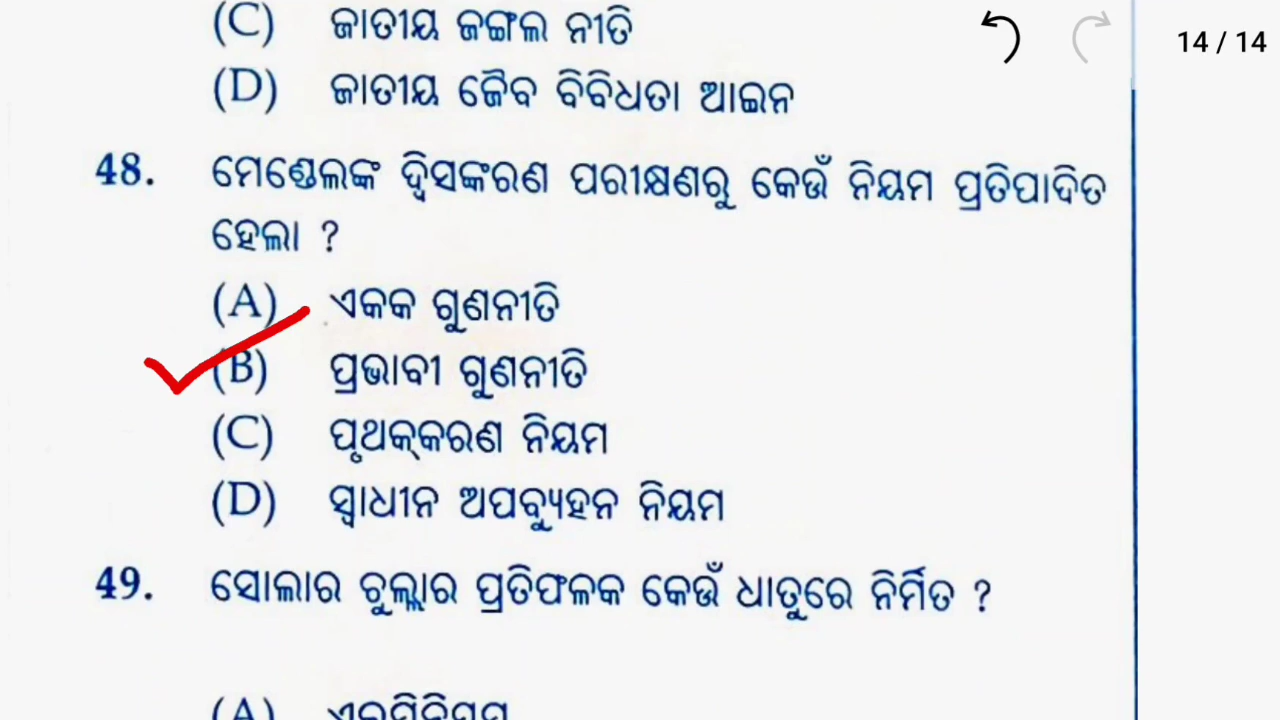 (C) ଜାତୀୟ ଜଙ୍ଗଲ ନୀତି
14 / 14
(D) ଜାତୀୟ ଜୈବ ବିବିଧତା ଆଇନ
48. ମେଣ୍ଡେଲଙ୍କ ଦ୍ୱିସଙ୍କରଣ ପରୀକ୍ଷଣରୁ କେଉଁ ନିୟମ ପ୍ରତିପାଦିତ
ହେଲା ?
(A) ଏକକ ଗୁଣନୀତି
(B) ପ୍ରଭାବୀ ଗୁଣନୀତି
(C) ପୃଥକ୍‌କରଣ ନିୟମ
(D) ସ୍ୱାଧୀନ ଅପବ୍ୟୁହନ ନିୟମ
49. ସୋଲାର ଚୁଲ୍ଲାର ପ୍ରତିଫଳକ କେଉଁ ଧାତୁରେ ନିର୍ମିତ ?
(A)